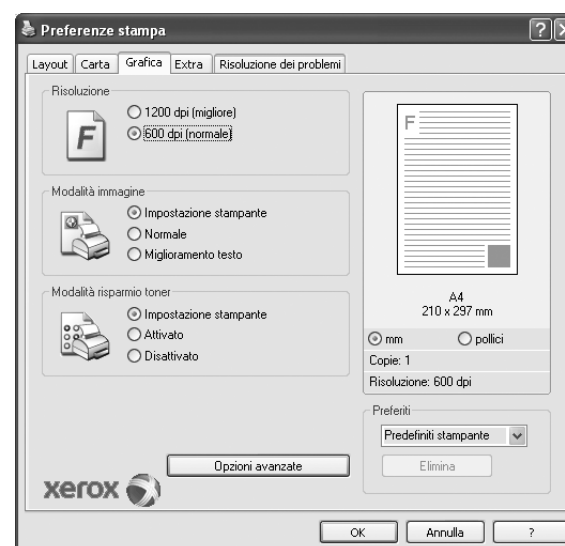 Preferenze stampa
Layout Carta Grafica Extra Risoluzione dei problemi
Risoluzione
1200 dpi (migliore)
600 dpi (normale)
F
Modalità immagine
Impostazione stampante
Normale
Miglioramento testo
Modalità risparmio toner
Impostazione stampante
Attivato
Disattivato
Opzioni avanzate
xerox
F
A4
210 x 297 mm
mm pollici
Copie: 1
Risoluzione: 600 dpi
Preferiti
Predefiniti stampante
Elimina
OK Annulla ?